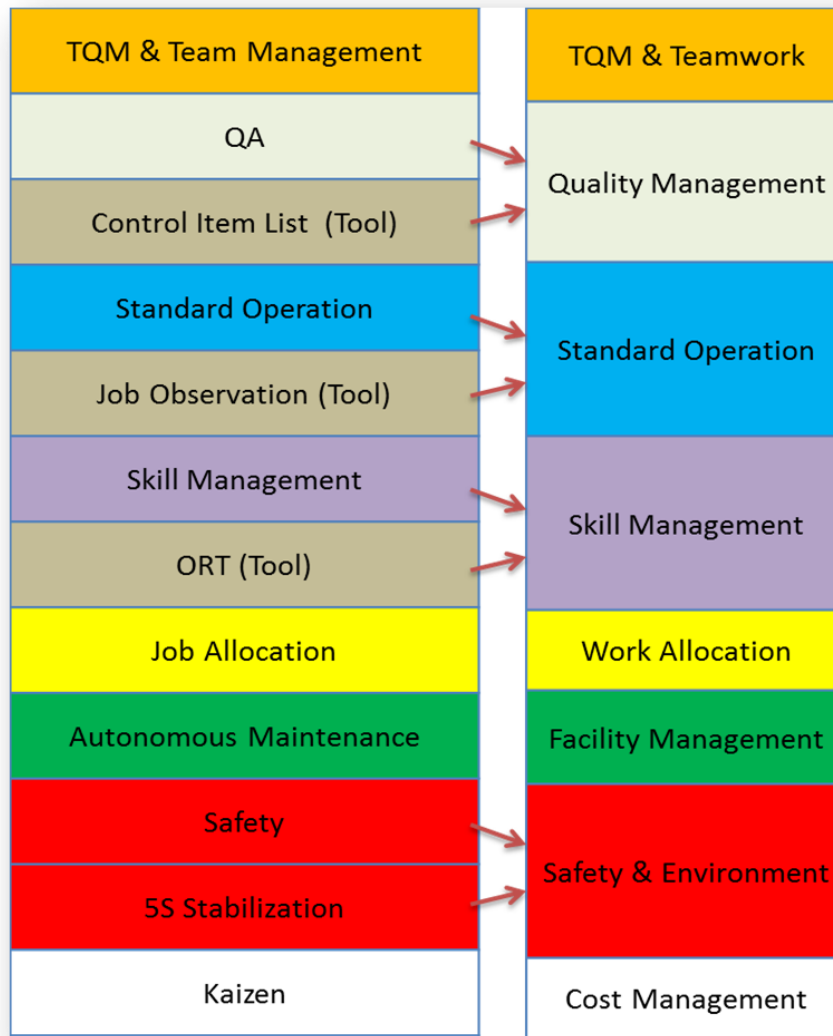 TQM & Team Management
QA
Control Item List (Tool)
Standard Operation
Job Observation (Tool)
Skill Management
ORT (Tool)
Job Allocation
Autonomous Maintenance
Safety
5S Stabilization
Kaizen
TQM & Teamwork
Quality Management
Standard Operation
Skill Management
Work Allocation
Facility Management
Safety & Environment
Cost Management